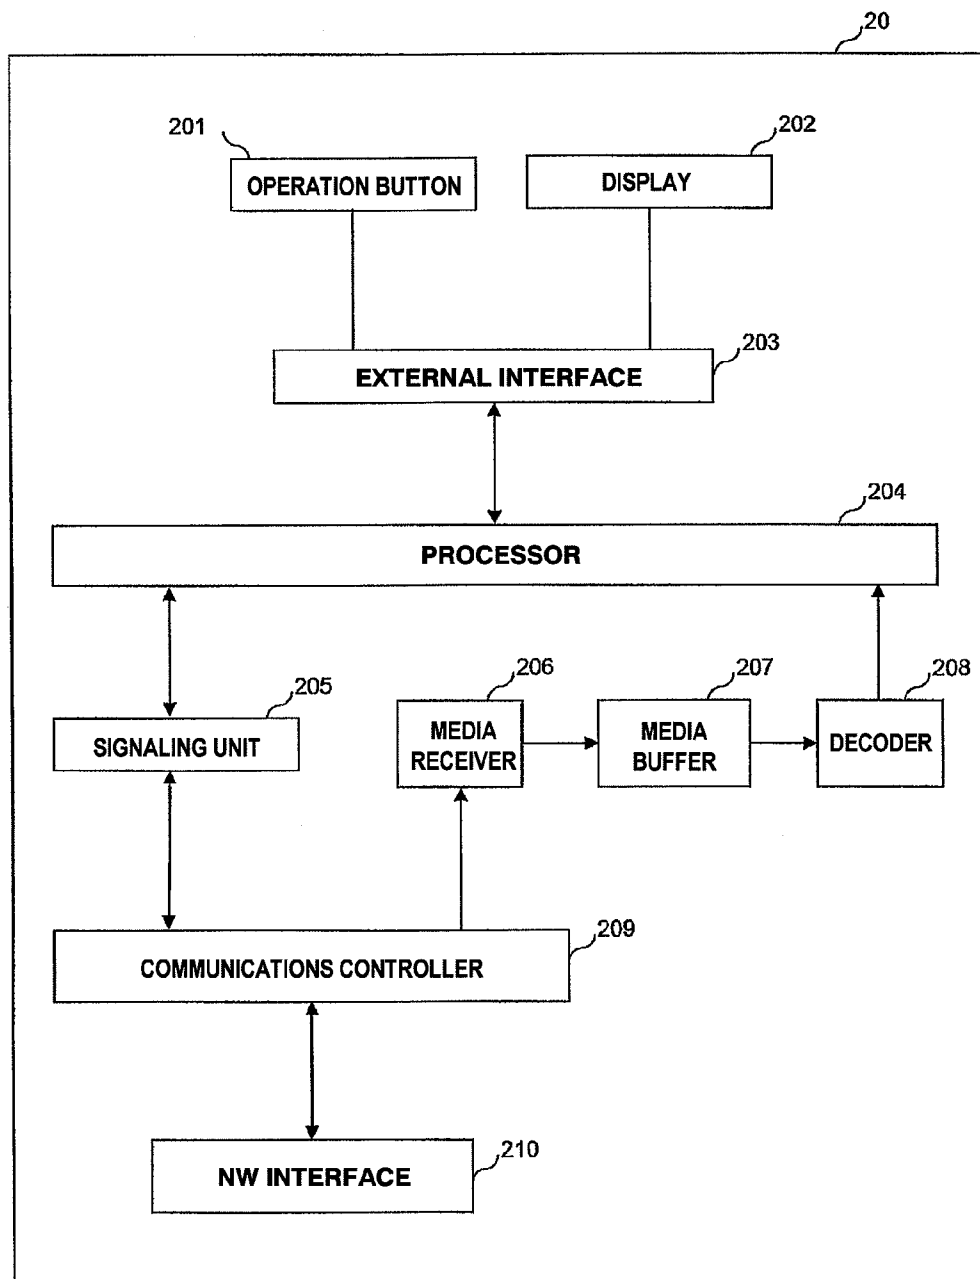 20
201
202
OPERATION BUTTON
DISPLAY
203
EXTERNAL INTERFACE
204
PROCESSOR
205
206
207
208
SIGNALING UNIT
MEDIA
RECEIVER
MEDIA
BUFFER
DECODER
209
COMMUNICATIONS CONTROLLER
210
NW INTERFACE